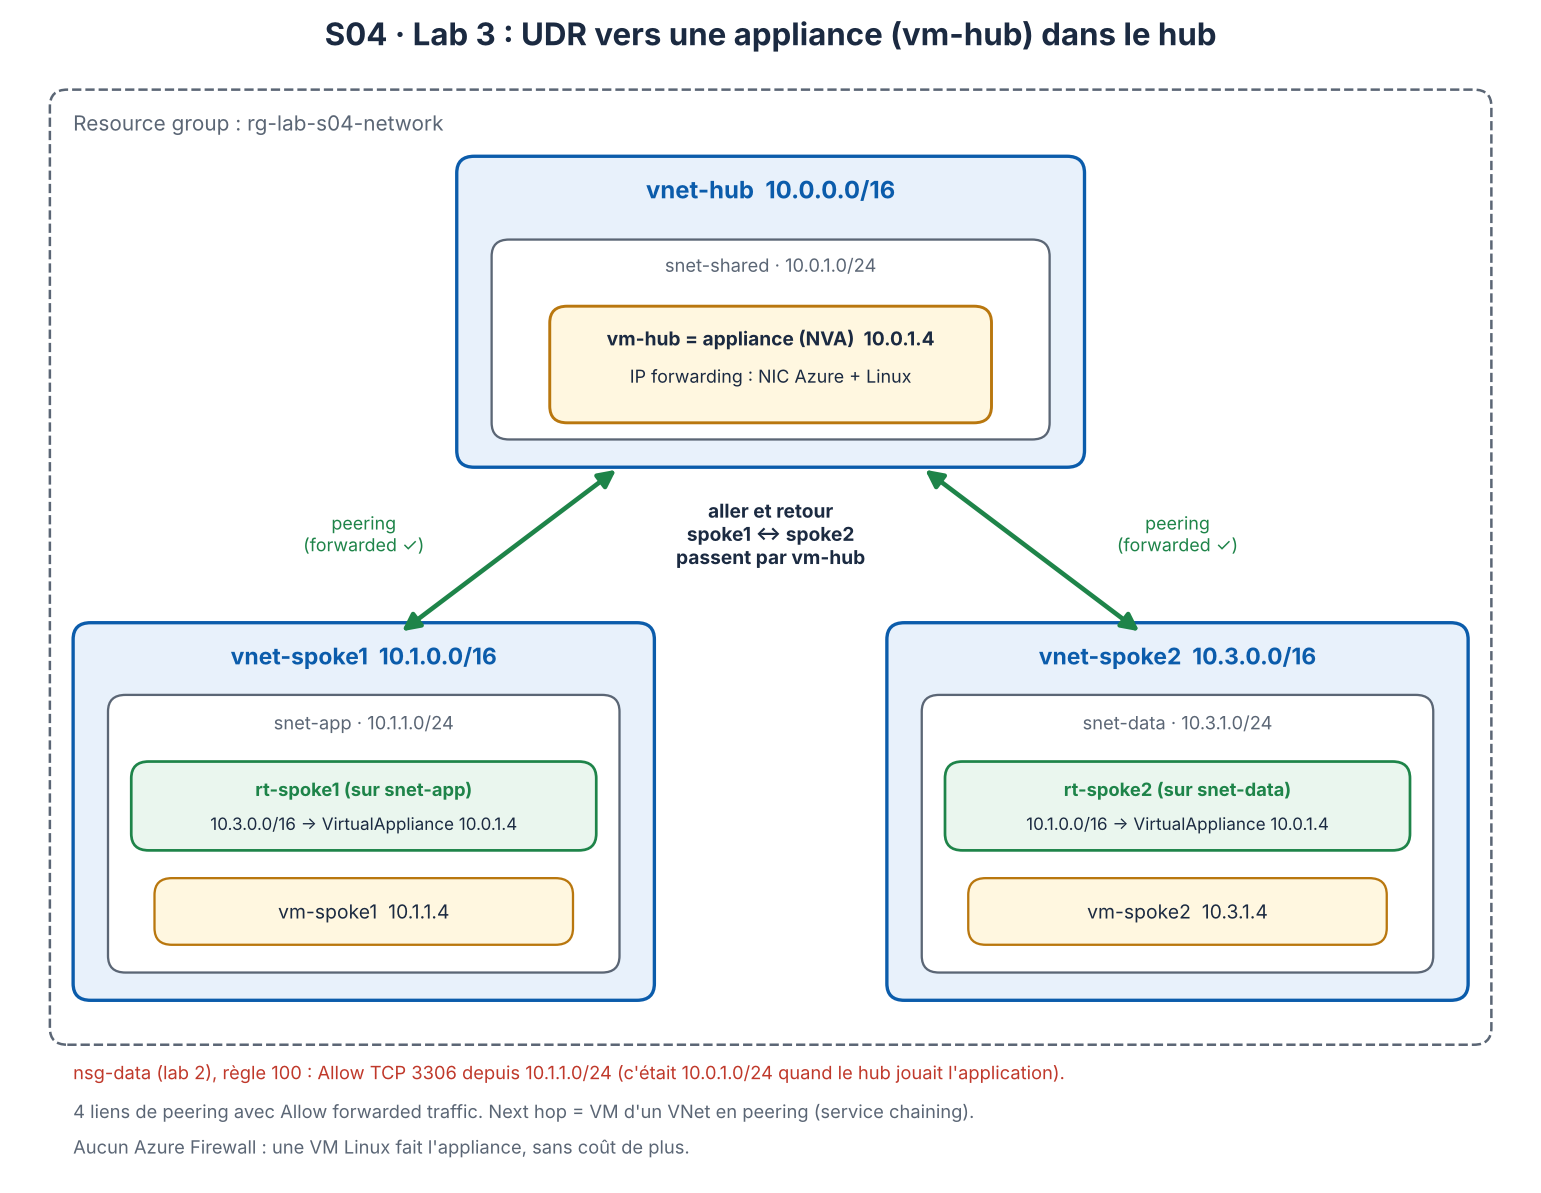 S04 · Lab 3 : UDR vers une appliance (vm-hub) dans le hub
Resource group : rg-lab-s04-network
vnet-hub 10.0.0.0/16
snet-shared · 10.0.1.0/24
vm-hub = appliance (NVA) 10.0.1.4
IP forwarding : NIC Azure + Linux
peering
(forwarded ✓)
aller et retour
spoke1 ↔ spoke2
passent par vm-hub
peering
(forwarded ✓)
vnet-spoke1 10.1.0.0/16
snet-app · 10.1.1.0/24
rt-spoke1 (sur snet-app)
10.3.0.0/16 → VirtualAppliance 10.0.1.4
vm-spoke1 10.1.1.4
vnet-spoke2 10.3.0.0/16
snet-data · 10.3.1.0/24
rt-spoke2 (sur snet-data)
10.1.0.0/16 → VirtualAppliance 10.0.1.4
vm-spoke2 10.3.1.4
nsg-data (lab 2), règle 100 : Allow TCP 3306 depuis 10.1.1.0/24 (c'était 10.0.1.0/24 quand le hub jouait l'application).
4 liens de peering avec Allow forwarded traffic. Next hop = VM d'un VNet en peering (service chaining).
Aucun Azure Firewall : une VM Linux fait l'appliance, sans coût de plus.